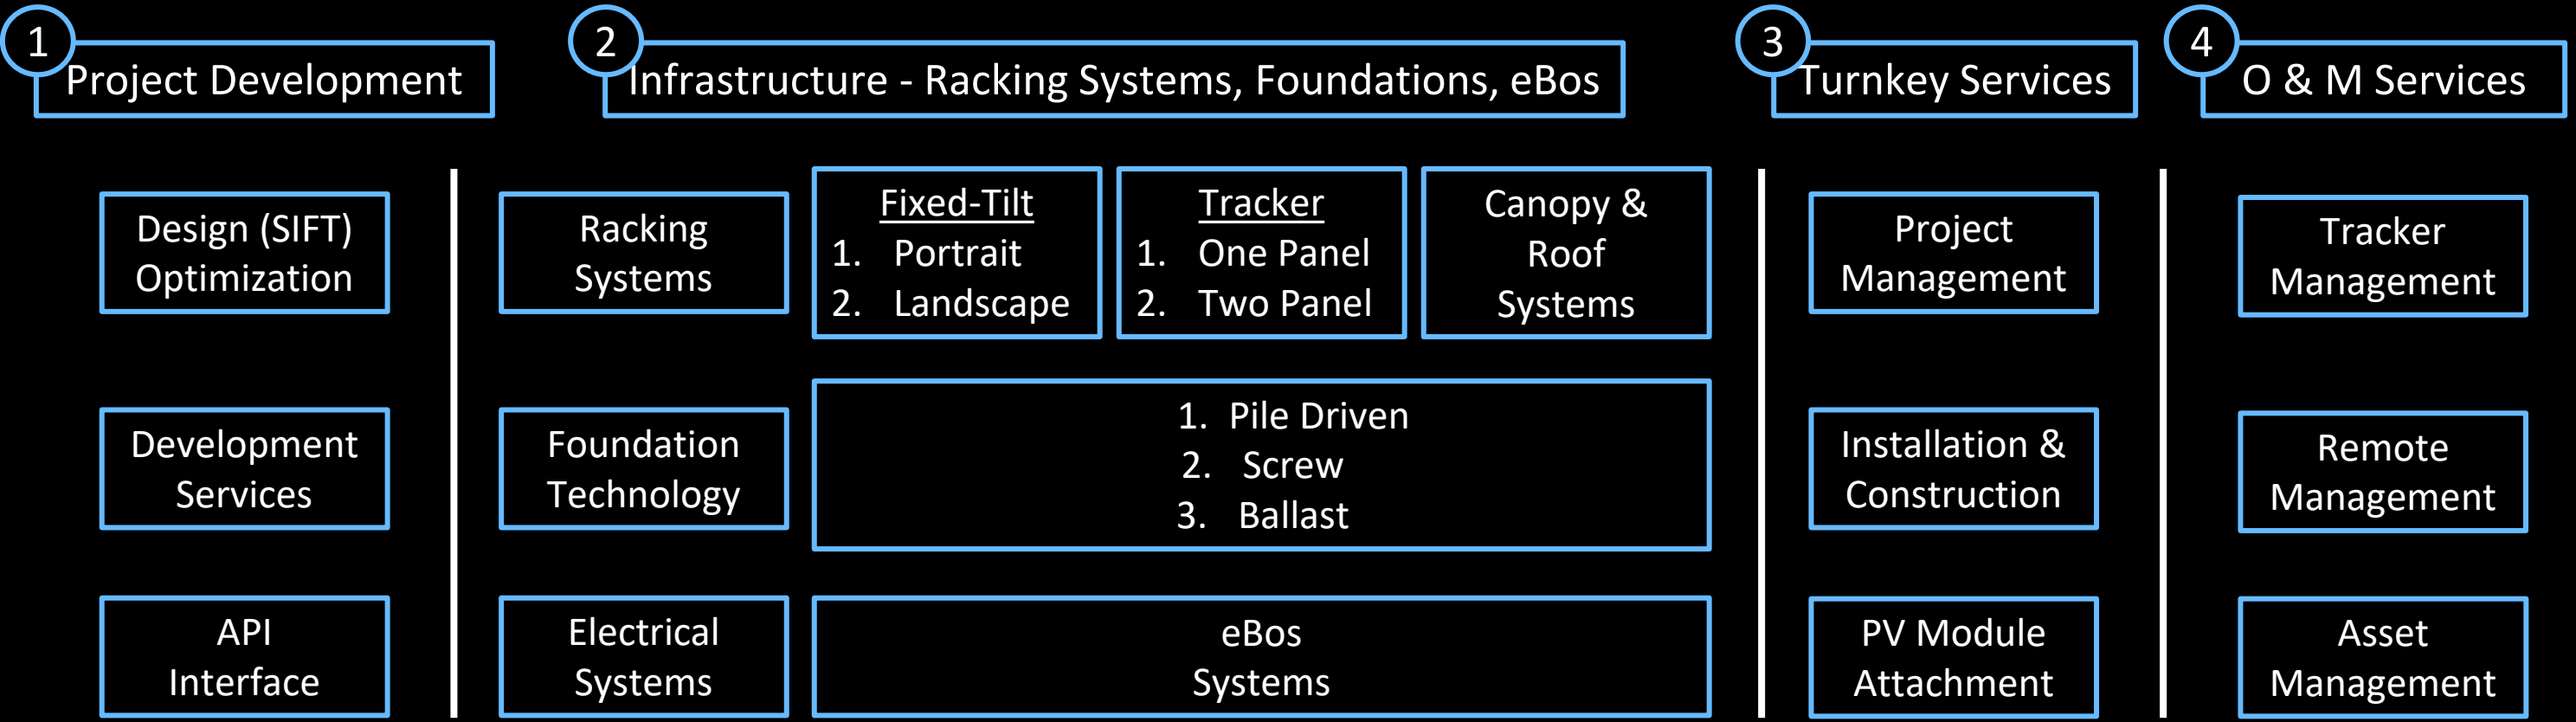 1
Project Development
2
Infrastructure - Racking Systems, Foundations, eBos
3
Turnkey Services
4
O & M Services
Design (SIFT)
Optimization
Development
Services
API
Interface
Racking
Systems
Fixed-Tilt
1. Portrait
2. Landscape
Tracker
1. One Panel
2. Two Panel
Canopy &
Roof
Systems
Foundation
Technology
1. Pile Driven
2. Screw
3. Ballast
Electrical
Systems
eBos
Systems
Project
Management
Installation &
Construction
PV Module
Attachment
Tracker
Management
Remote
Management
Asset
Management